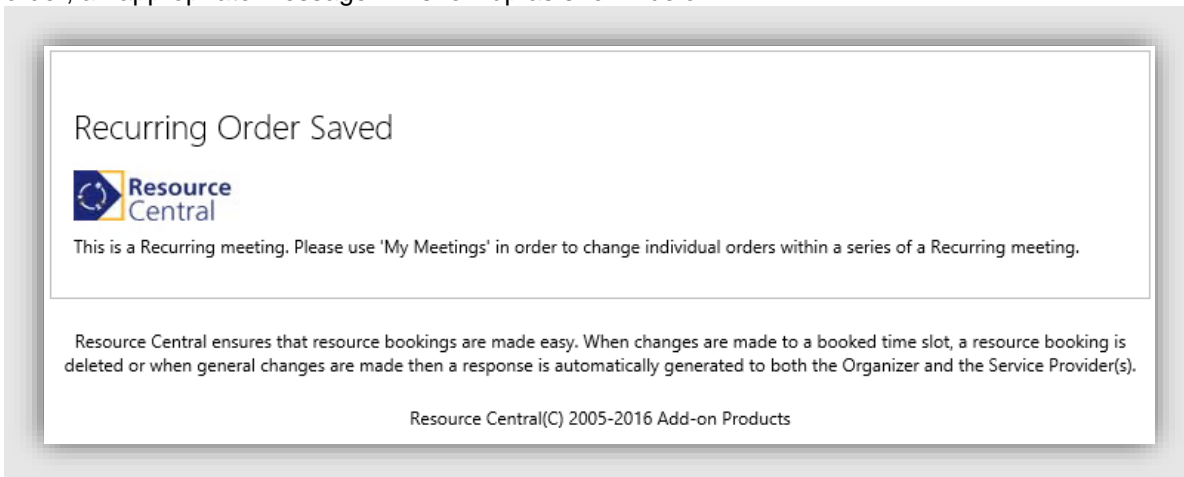 Recurring Order Saved
Resource
Central
This is a Recurring meeting. Please use 'My Meetings' in order to change individual orders within a series of a Recurring meeting.
Resource Central ensures that resource bookings are made easy. When changes are made to a booked time slot, a resource booking is
deleted or when general changes are made then a response is automatically generated to both the Organizer and the Service Provider(s).
Resource Central(C) 2005-2016 Add-on Products